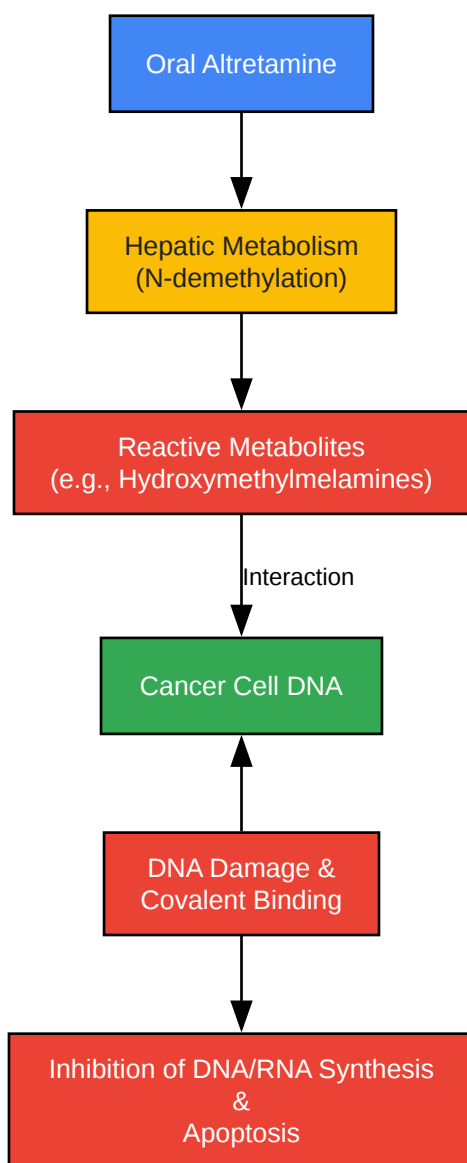 Oral Altretamine
Hepatic Metabolism
(N-demethylation)
Reactive Metabolites
(e.g., Hydroxymethylmelamines)
Interaction
Cancer Cell DNA
DNA Damage &
Covalent Binding
Inhibition of DNA/RNA Synthesis
&
Apoptosis